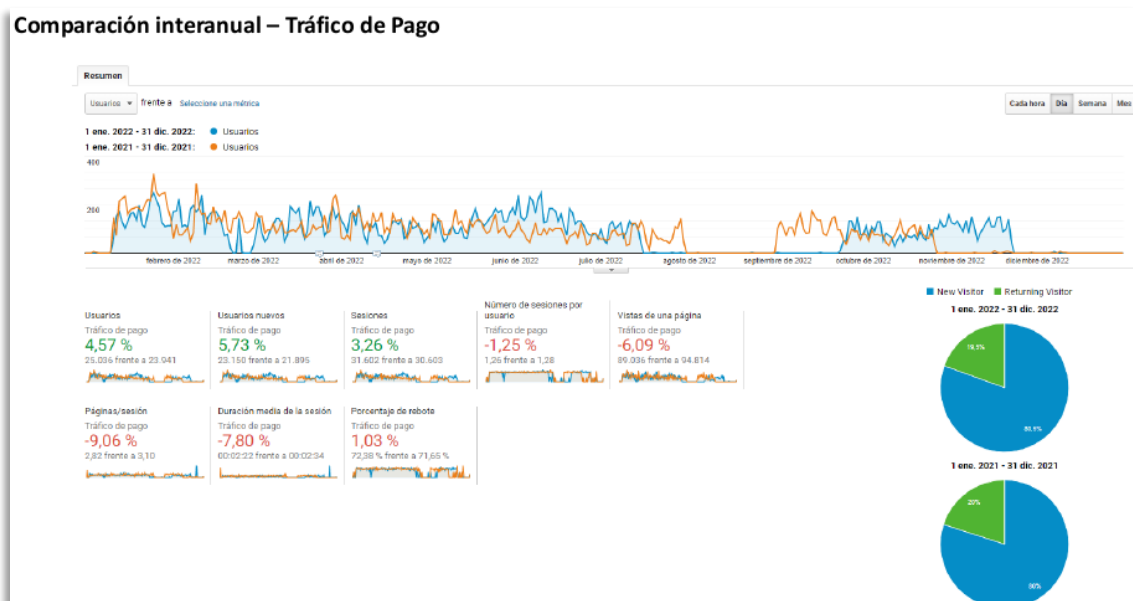 Comparación interanual – Tráfico de Pago
Resumen
Usuarios frente a Seleccione una métrica
Cada hora Día Semana Mes
1 ene. 2022 - 31 dic. 2022: Usuarios
1 ene. 2021 - 31 dic. 2021: Usuarios
400
200
febrero de 2022 marzo de 2022 abril de 2022 mayo de 2022 junio de 2022 julio de 2022 agosto de 2022 septiembre de 2022 octubre de 2022 noviembre de 2022 diciembre de 2022
New Visitor Returning Visitor
1 ene. 2022 - 31 dic. 2022
19,5%
80,5%
Usuarios
Tráfico de pago
4,57 %
25.036 frente a 23.941
Usuarios nuevos
Tráfico de pago
5,73 %
23.150 frente a 21.895
Sesiones
Tráfico de pago
3,26 %
31.602 frente a 30.603
Número de sesiones por
usuario
Tráfico de pago
-1,25 %
1,26 frente a 1,28
Vistas de una página
Tráfico de pago
-6,09 %
89.036 frente a 94.814
Páginas/sesión
Tráfico de pago
-9,06 %
2,82 frente a 3,10
Duración media de la sesión
Tráfico de pago
-7,80 %
00:02:22 frente a 00:02:34
Porcentaje de rebote
Tráfico de pago
1,03 %
72,38 % frente a 71,65 %
1 ene. 2021 - 31 dic. 2021
20%
80%